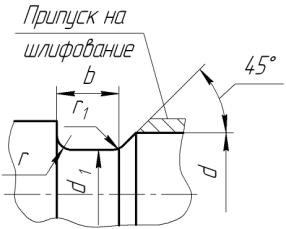 Припуск на
шлифование
b
45°
r₁
r
d₁
d